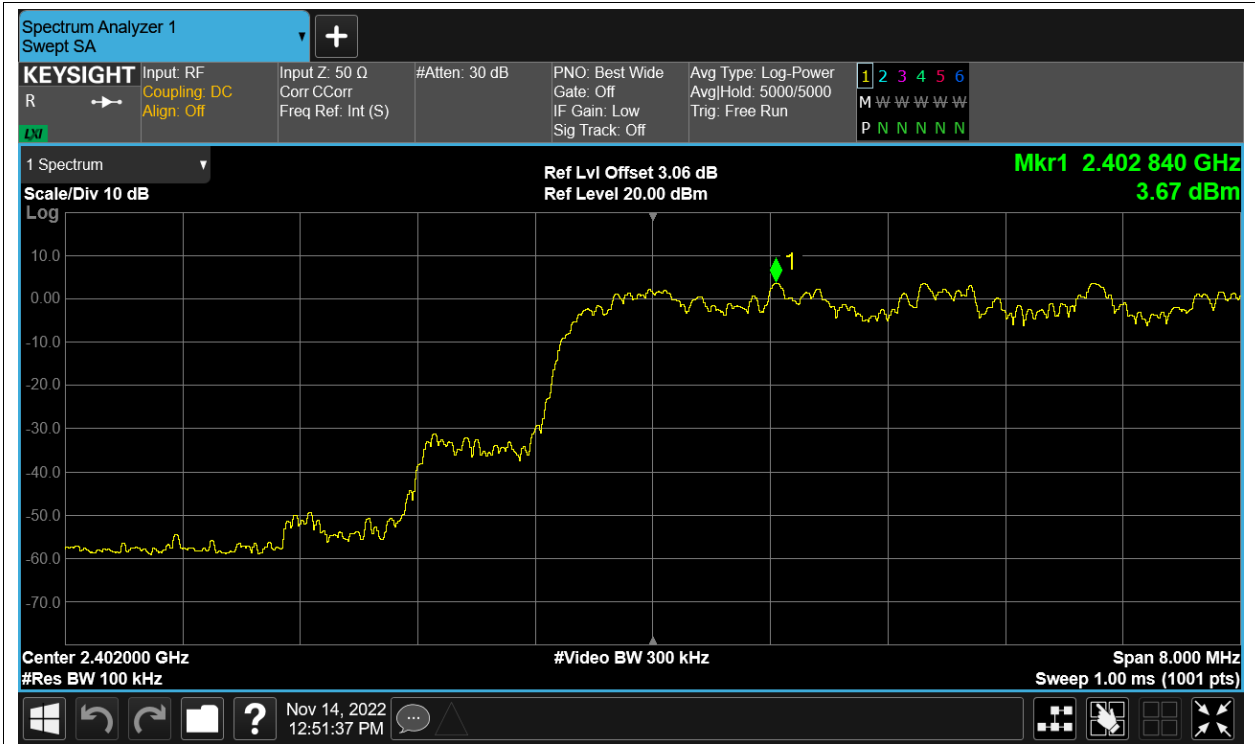 Spectrum Analyzer 1
Swept SA
KEYSIGHT
R
LXI
Input: RF
Coupling: DC
Align: Off
Input Z: 50 Ω
Corr CCorr
Freq Ref: Int (S)
#Atten: 30 dB
PNO: Best Wide
Gate: Off
IF Gain: Low
Sig Track: Off
Avg Type: Log-Power
Avg|Hold: 5000/5000
Trig: Free Run
1 2 3 4 5 6
M W W W W W
P N N N N N
1 Spectrum
Scale/Div 10 dB
Log
Ref Lvl Offset 3.06 dB
Ref Level 20.00 dBm
Mkr1 2.402 840 GHz
3.67 dBm
1
10.0
0.00
-10.0
-20.0
-30.0
-40.0
-50.0
-60.0
-70.0
Center 2.402000 GHz
#Res BW 100 kHz
#Video BW 300 kHz
Span 8.000 MHz
Sweep 1.00 ms (1001 pts)
?
Nov 14, 2022
12:51:37 PM